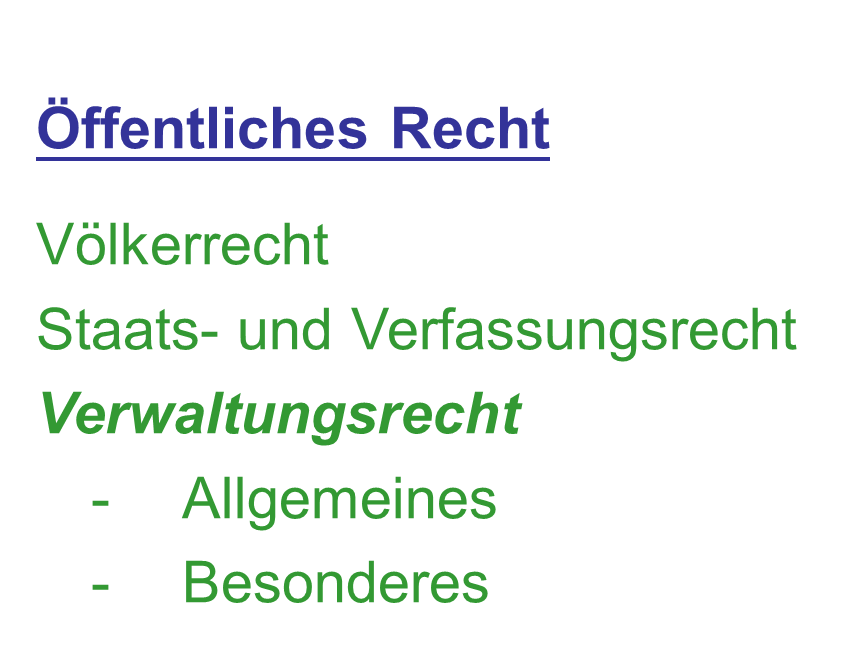 Öffentliches Recht
Völkerrecht
Staats- und Verfassungsrecht
Verwaltungsrecht
- Allgemeines
- Besonderes